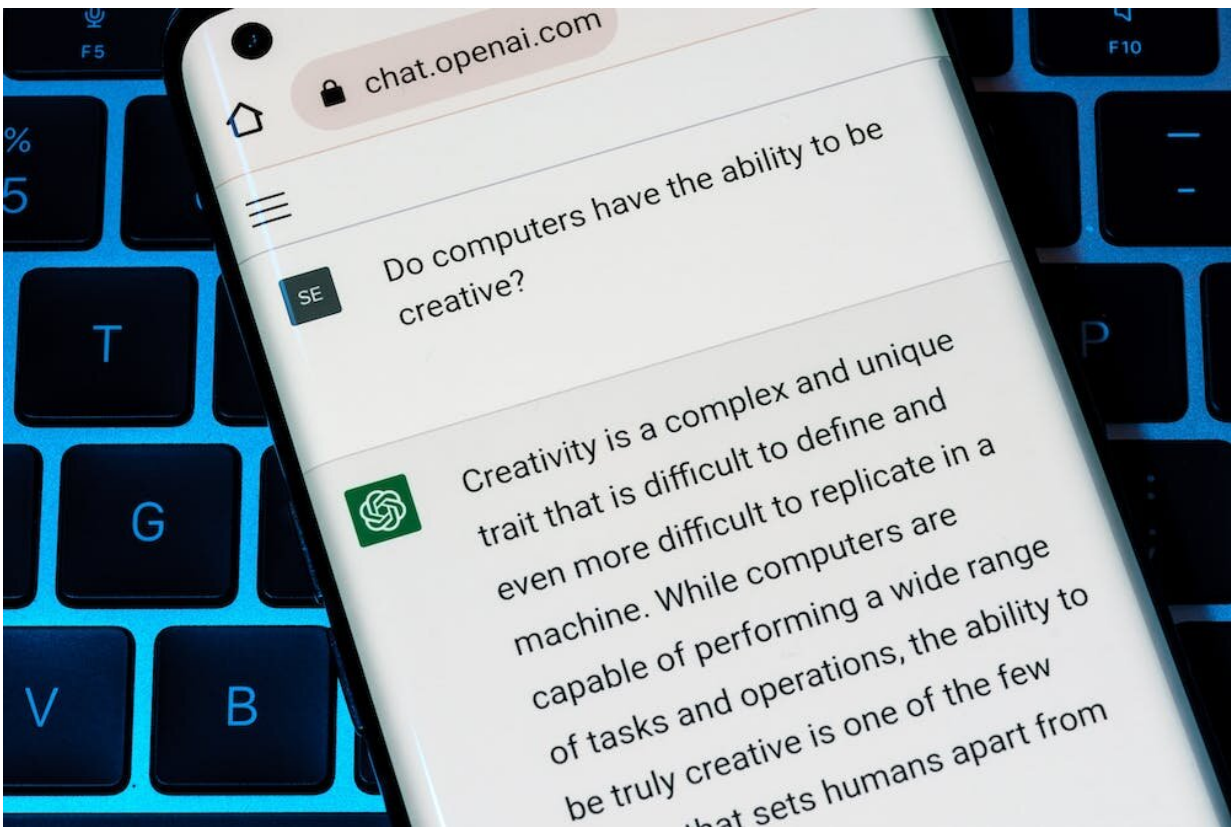 F5
F10
chat.openai.com
%
5
—
-
Do computers have the ability to be
creative?
SE
T
P
Creativity is a complex and unique
trait that is difficult to define and
even more difficult to replicate in a
machine. While computers are
capable of performing a wide range
of tasks and operations, the ability to
be truly creative is one of the few
that sets humans apart from
G
V
B